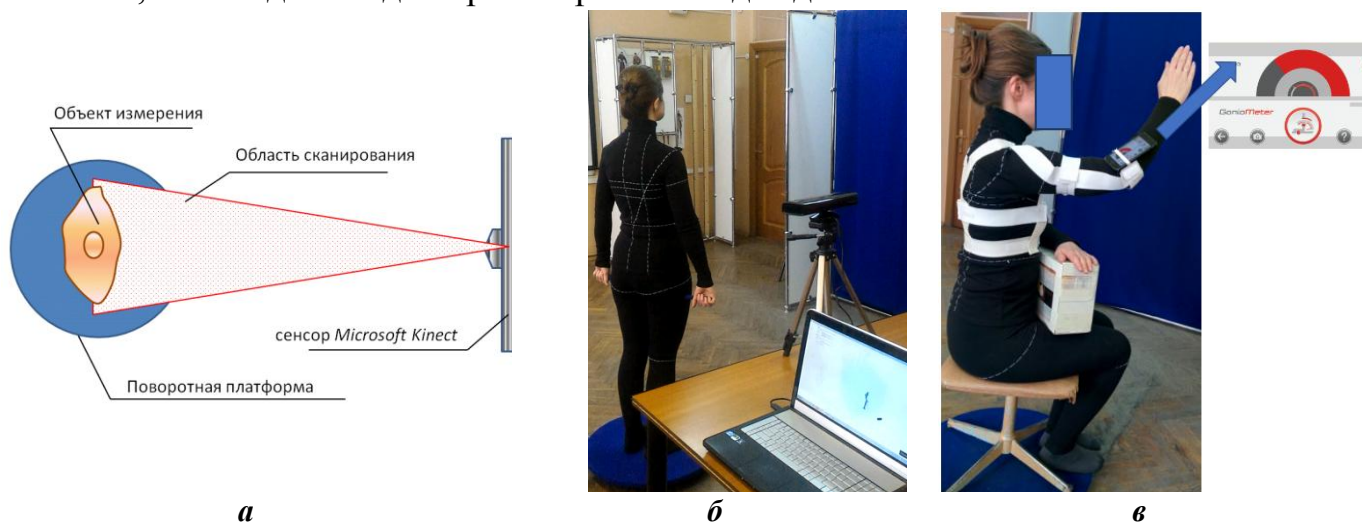 Объект измерения
Область сканирования
сенсор Microsoft Kinect
Поворотная платформа
GonioMeter
?
а
б
в